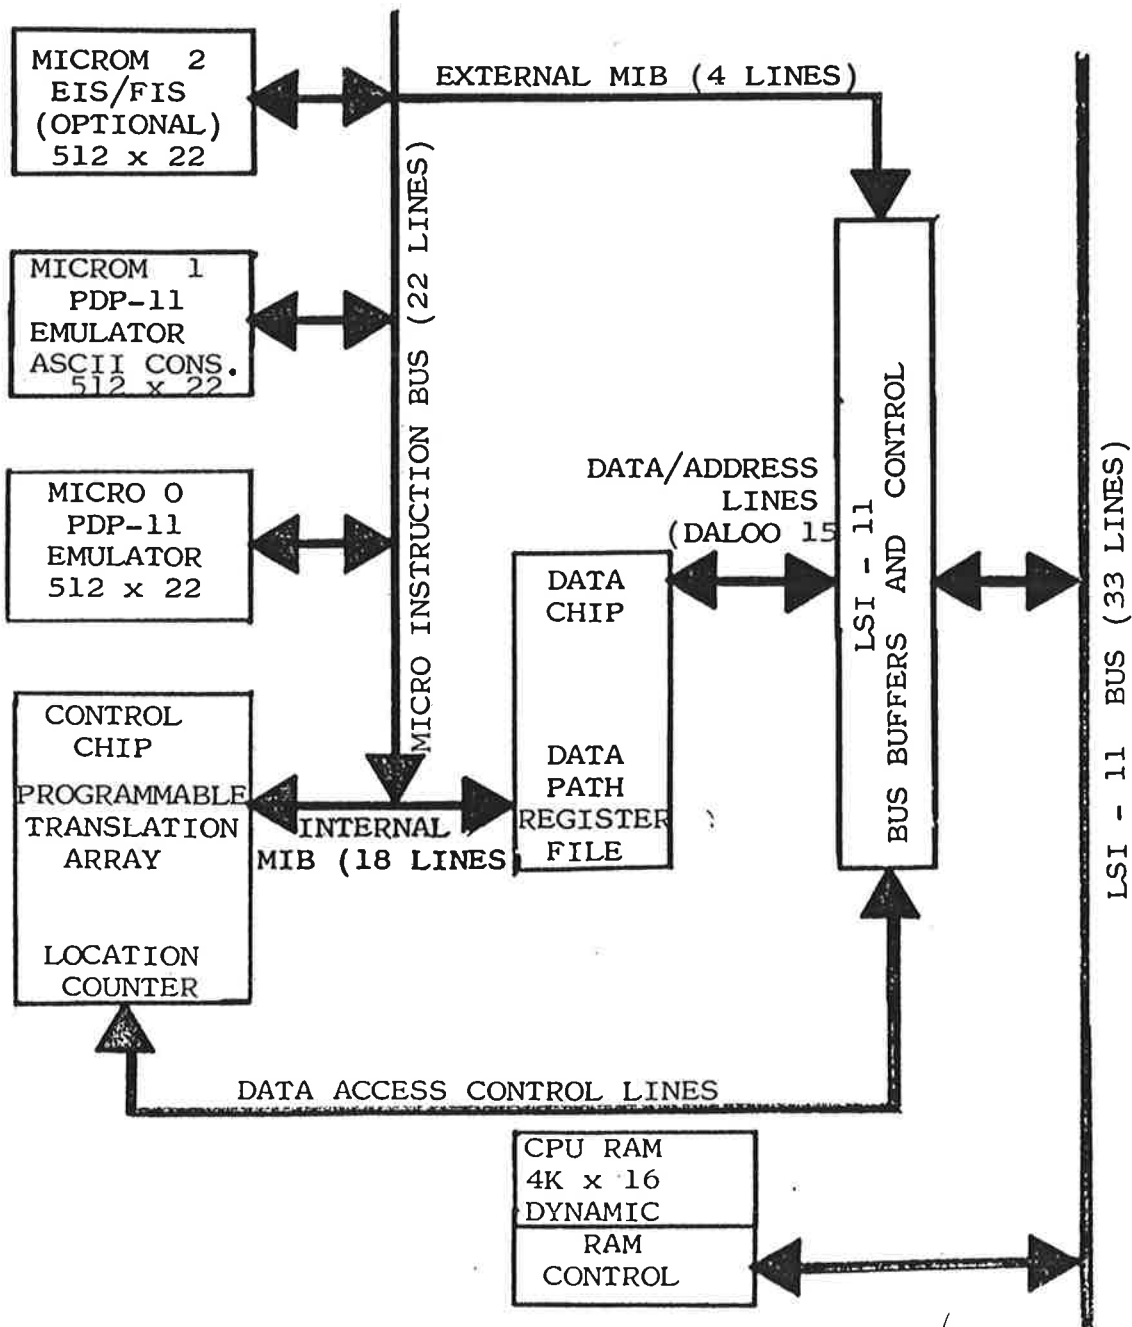 MICROM 2
EIS/FIS
(OPTIONAL)
512 x 22
EXTERNAL MIB (4 LINES)
MICRO INSTRUCTION BUS (22 LINES)
MICROM 1
PDP-11
EMULATOR
ASCII CONS.
512 x 22
MICRO O
PDP-11
EMULATOR
512 x 22
DATA/ADDRESS
LINES
(DALOO 15
LSI - 11
BUS BUFFERS AND CONTROL
LSI - 11 BUS (33 LINES)
DATA
CHIP
DATA
PATH
REGISTER
FILE
CONTROL
CHIP
PROGRAMMABLE
TRANSLATION
ARRAY
LOCATION
COUNTER
INTERNAL
MIB (18 LINES)
DATA ACCESS CONTROL LINES
CPU RAM
4K x 16
DYNAMIC
RAM
CONTROL